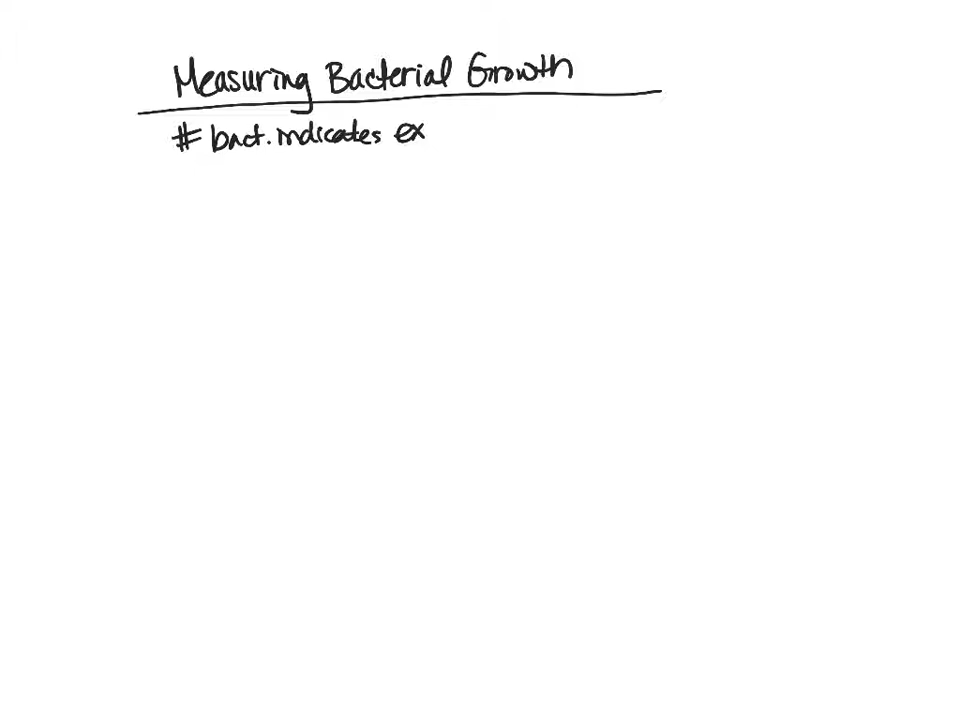 Measuring Bacterial Growth
# bact. indicates ex